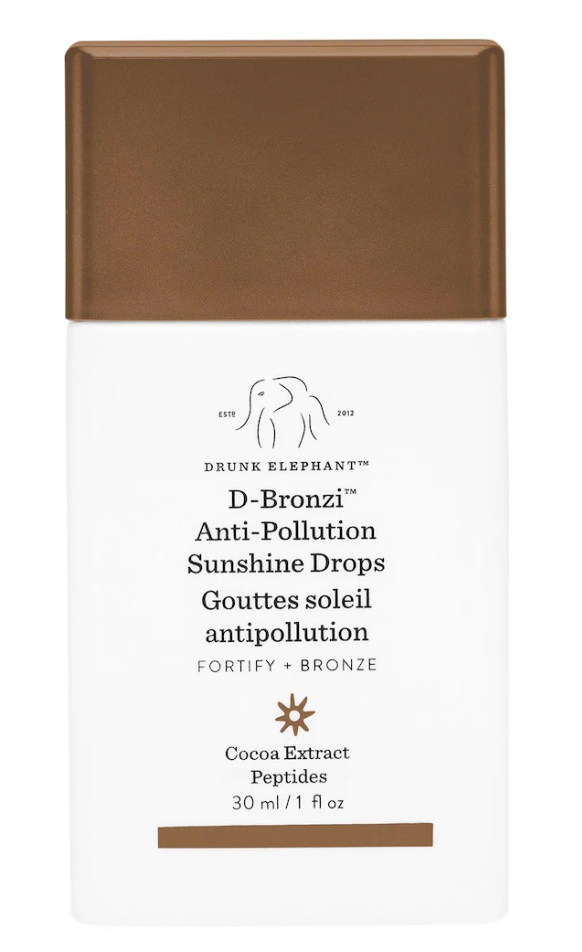 ESTD 2012
DRUNK ELEPHANT™
D-Bronzi™
Anti-Pollution
Sunshine Drops
Gouttes soleil
antipollution
FORTIFY + BRONZE
Cocoa Extract
Peptides
30 ml / 1 fl oz